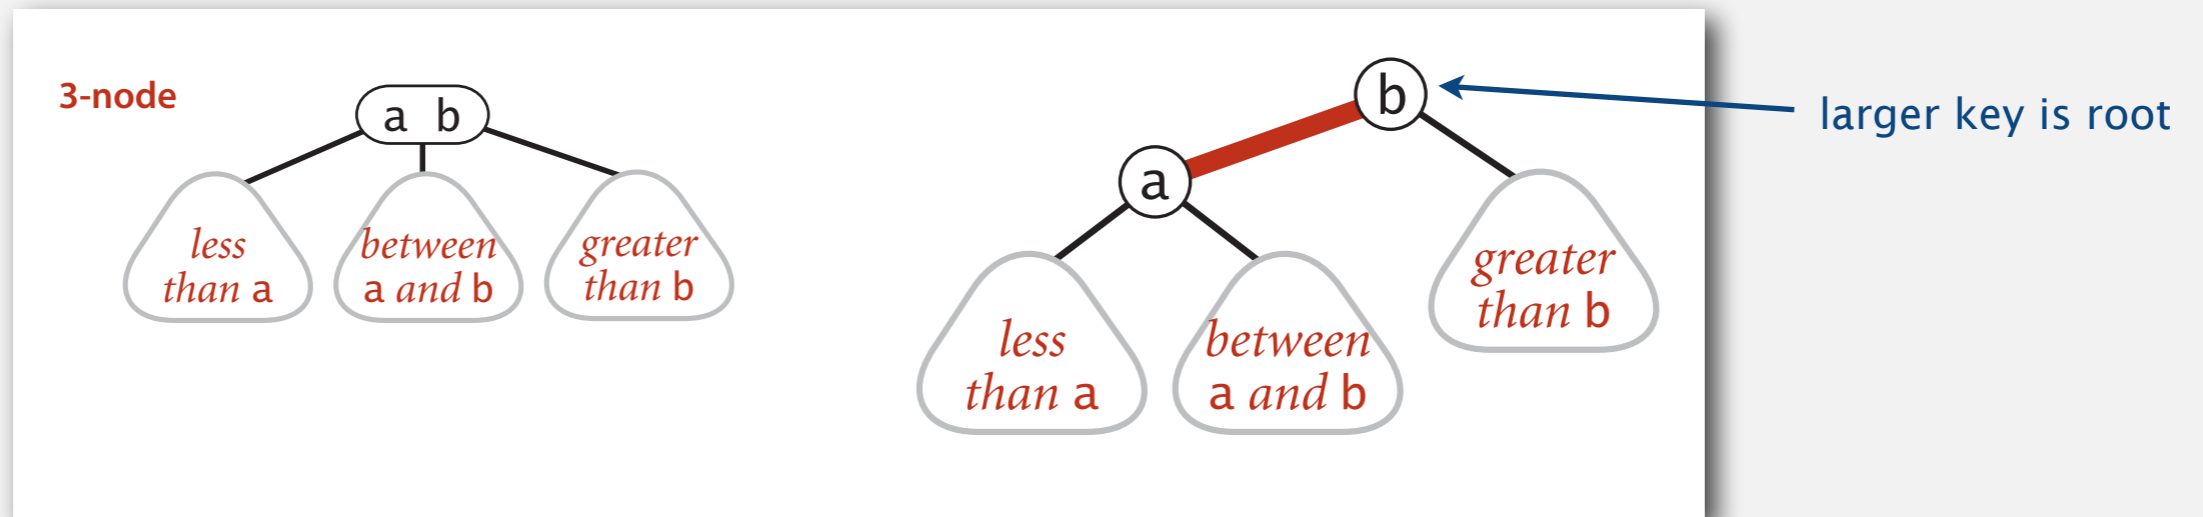 3-node
a b
less
than a
between
a and b
greater
than b
b
larger key is root
a
less
than a
between
a and b
greater
than b